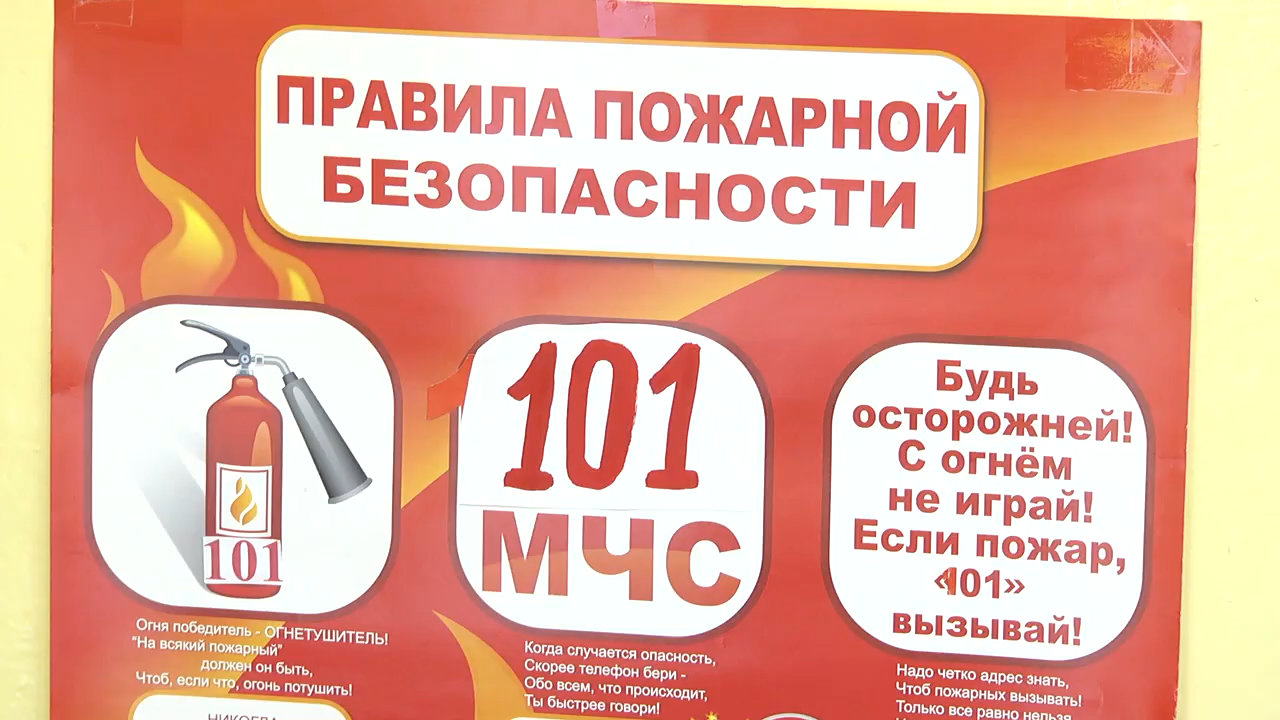 ПРАВИЛА ПОЖАРНОЙ
БЕЗОПАСНОСТИ
101
Огня победитель - ОГНЕТУШИТЕЛЬ!
"На всякий пожарный"
должен он быть,
Чтоб, если что, огонь потушить!
НИКОГДА
101
МЧС
Когда случается опасность,
Скорее телефон бери -
Обо всем, что происходит,
Ты быстрее говори!
Будь
осторожней!
С огнём
не играй!
Если пожар,
«101»
вызывай!
Надо четко адрес знать,
Чтоб пожарных вызывать!
Только все равно нельзя